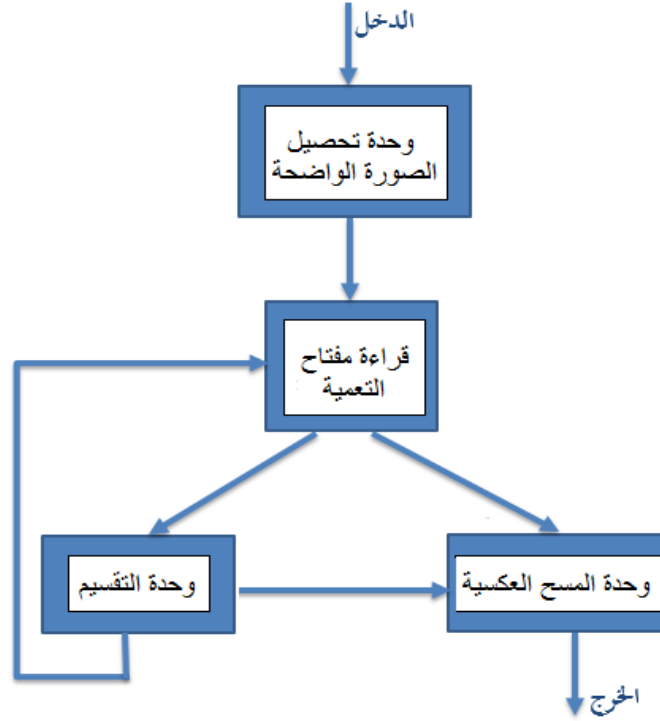 الدخل
وحدة تحصيل
الصورة الواضحة
قراءة مفتاح
التعمية
وحدة المسح العكسية
وحدة التقسيم
الخرج